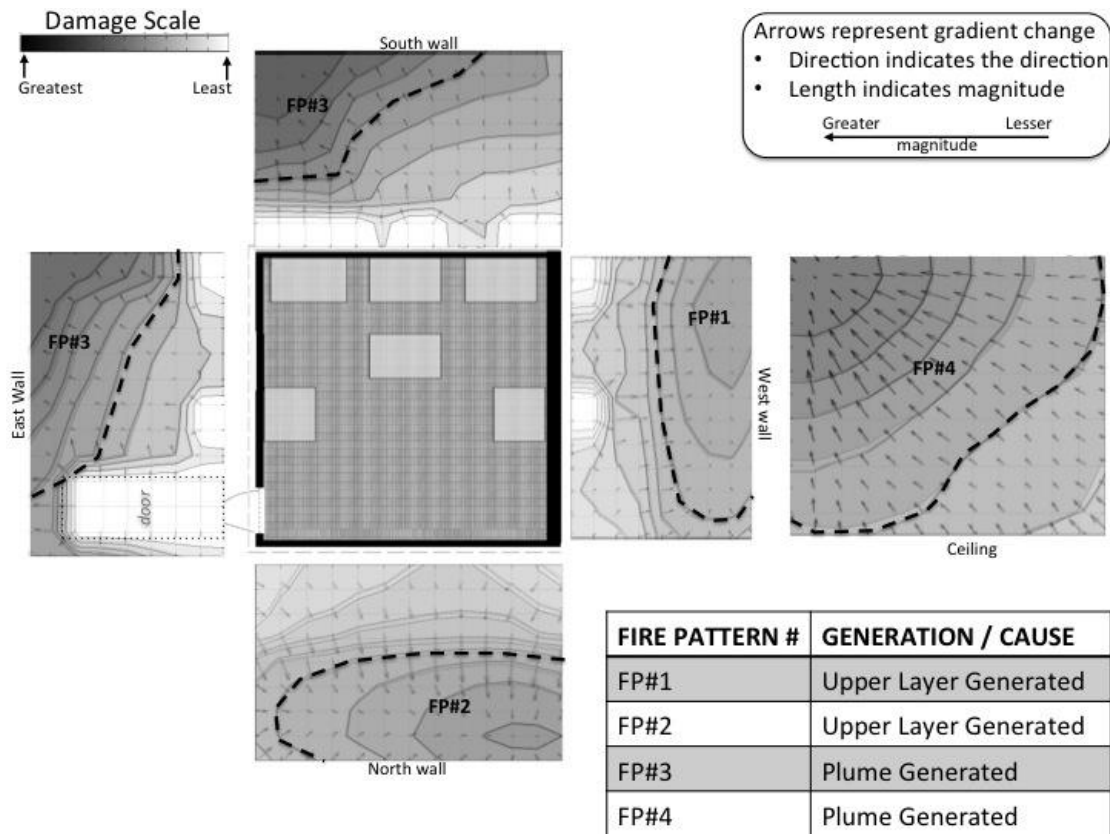 Damage Scale
Greatest
Least
South wall
Arrows represent gradient change
• Direction indicates the direction
• Length indicates magnitude
Greater
Lesser
magnitude
FP#3
FP#3
East Wall
door
FP#1
West wall
FP#4
Ceiling
FP#2
North wall
FIRE PATTERN # GENERATION / CAUSE
FP#1 Upper Layer Generated
FP#2 Upper Layer Generated
FP#3 Plume Generated
FP#4 Plume Generated